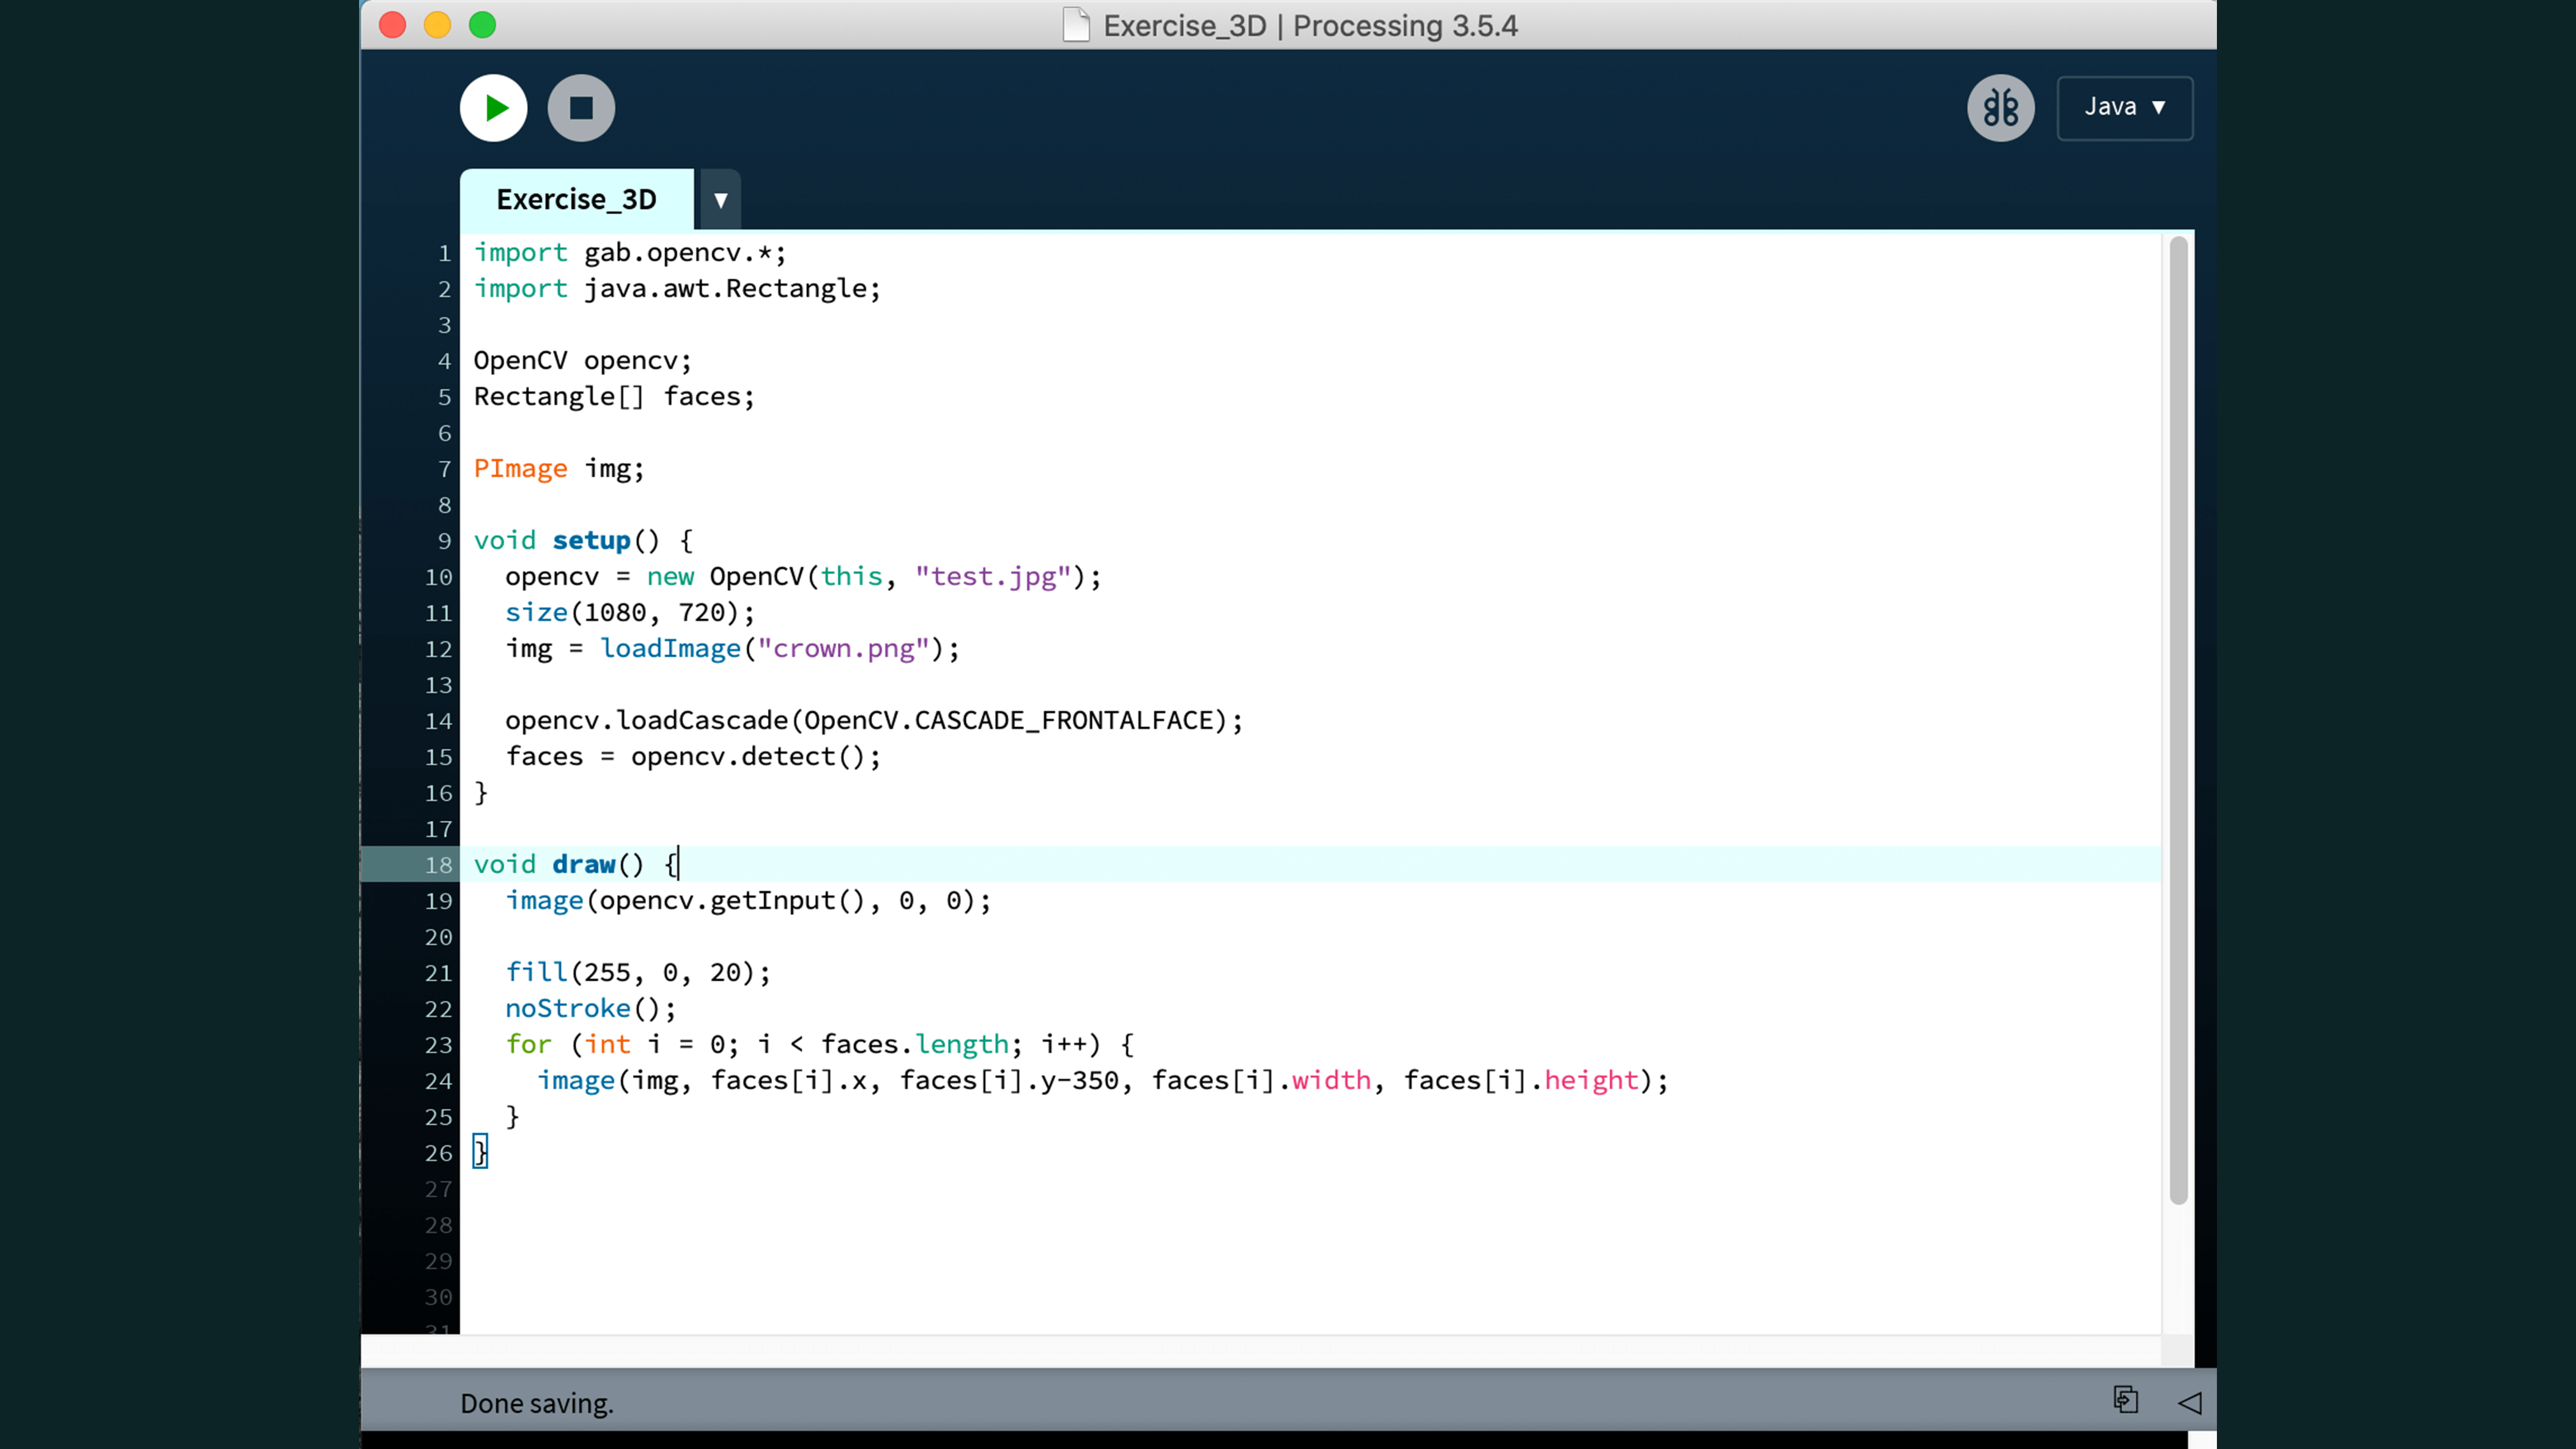 Exercise_3D | Processing 3.5.4
Java ▼
Exercise_3D ▼
1 import gab.opencv.*;
2 import java.awt.Rectangle;
3
4 OpenCV opencv;
5 Rectangle[] faces;
6
7 PImage img;
8
9 void setup() {
10   opencv = new OpenCV(this, "test.jpg");
11   size(1080, 720);
12   img = loadImage("crown.png");
13
14   opencv.loadCascade(OpenCV.CASCADE_FRONTALFACE);
15   faces = opencv.detect();
16 }
17
18 void draw() {
19   image(opencv.getInput(), 0, 0);
20
21   fill(255, 0, 20);
22   noStroke();
23   for (int i = 0; i < faces.length; i++) {
24     image(img, faces[i].x, faces[i].y-350, faces[i].width, faces[i].height);
25   }
26 }
27
28
29
30
31
Done saving.